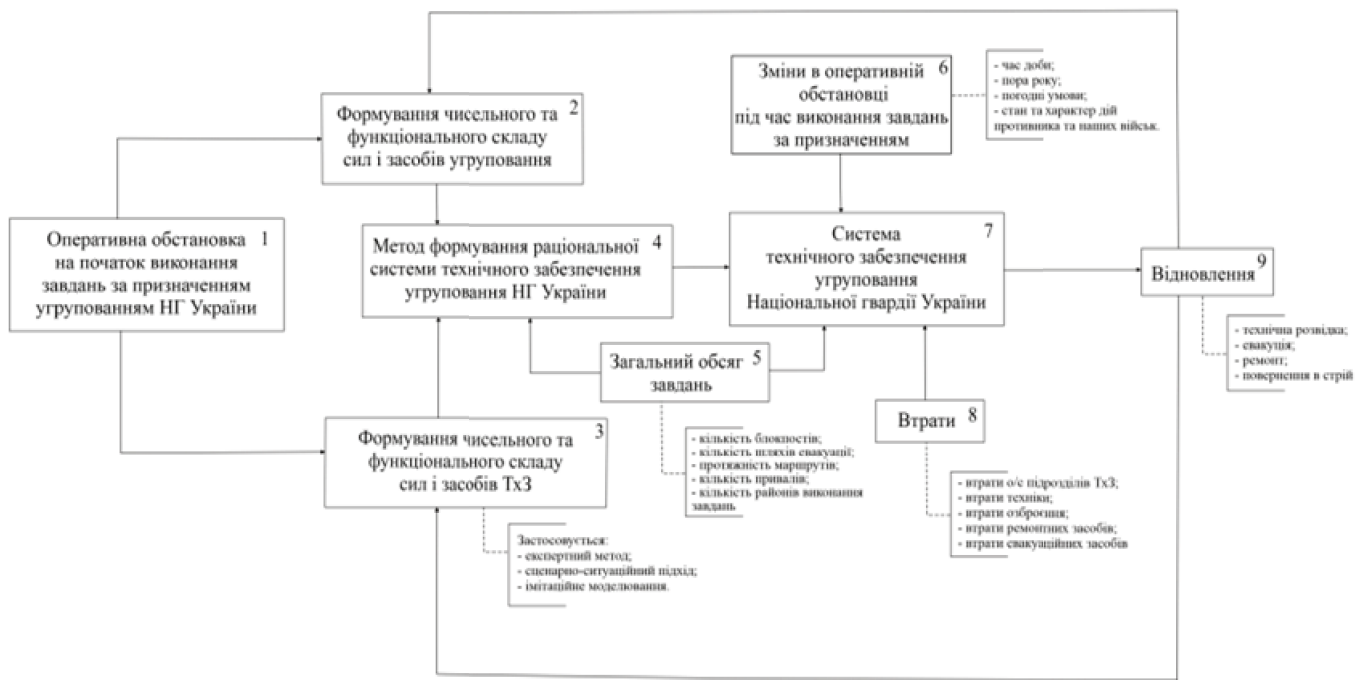 1
Оперативна обстановка
на початок виконання
завдань за призначенням
угрупованням НГ України
2
Формування чисельного та
функціонального складу
сил і засобів угруповання
3
Формування чисельного та
функціонального складу
сил і засобів ТхЗ
Застосовується:
- експертний метод;
- сценарно-ситуаційний підхід;
- імітаційне моделювання.
4
Метод формування раціональної
системи технічного забезпечення
угруповання НГ України
5
Загальний обсяг
завдань
- кількість блокпостів;
- кількість шляхів евакуації;
- протяжність маршрутів;
- кількість привалів;
- кількість районів виконання
завдань
6
Зміни в оперативній
обстановці
під час виконання завдань
за призначенням
- час доби;
- пора року;
- погодні умови;
- стан та характер дій
противника та наших військ.
7
Система
технічного забезпечення
угруповання
Національної гвардії України
8
Втрати
- втрати о/с підрозділів ТхЗ;
- втрати техніки;
- втрати озброєння;
- втрати ремонтних засобів;
- втрати евакуаційних засобів
9
Відновлення
- технічна розвідка;
- евакуація;
- ремонт;
- повернення в стрій